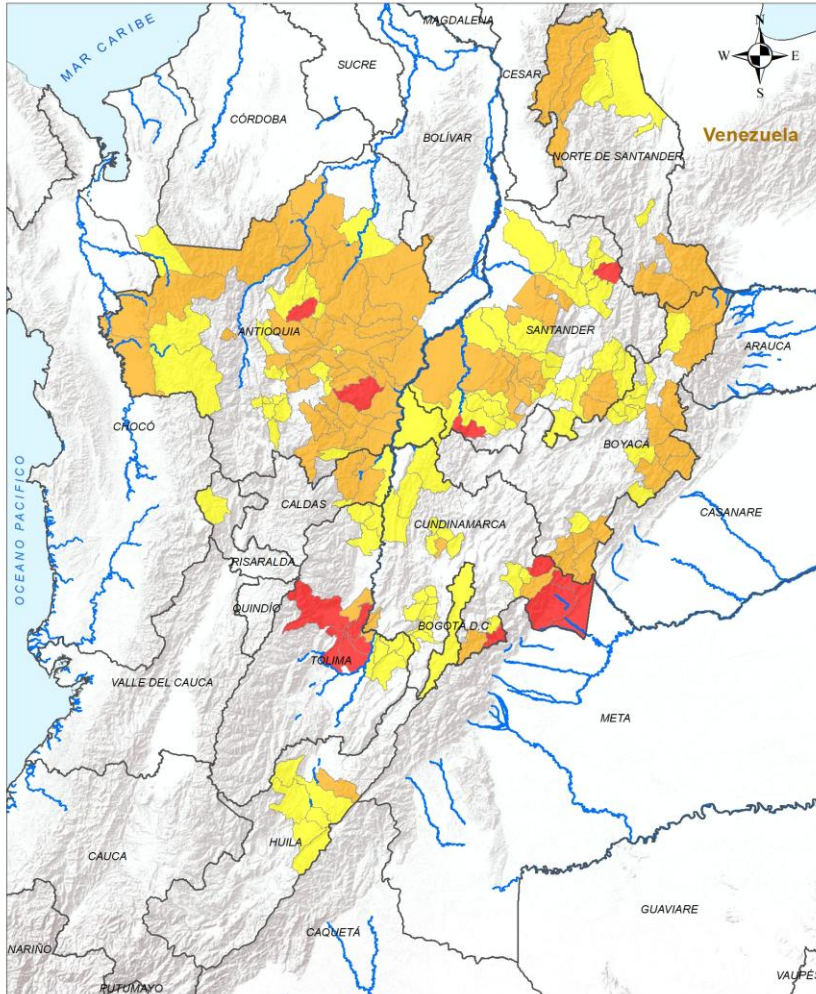 MAGDALENA
MAR CARIBE
N
SUCRE
W
E
CESAR
S
CÓRDOBA
BOLÍVAR
Venezuela
NORTE DE SANTANDER
ANTIOQUIA
SANTANDER
ARAUCA
CHOCÓ
BOYACÁ
OCEANO PACIFICO
CALDAS
CASANARE
CUNDINAMARCA
RISARALDA
QUINDÍO
BOGOTÁ, D.C
TOLIMA
VALLE DEL CAUCA
META
HUILA
CAUCA
GUAVIARE
CAQUETÁ
NARIÑO
VAUPÉS
PUTUMAYO